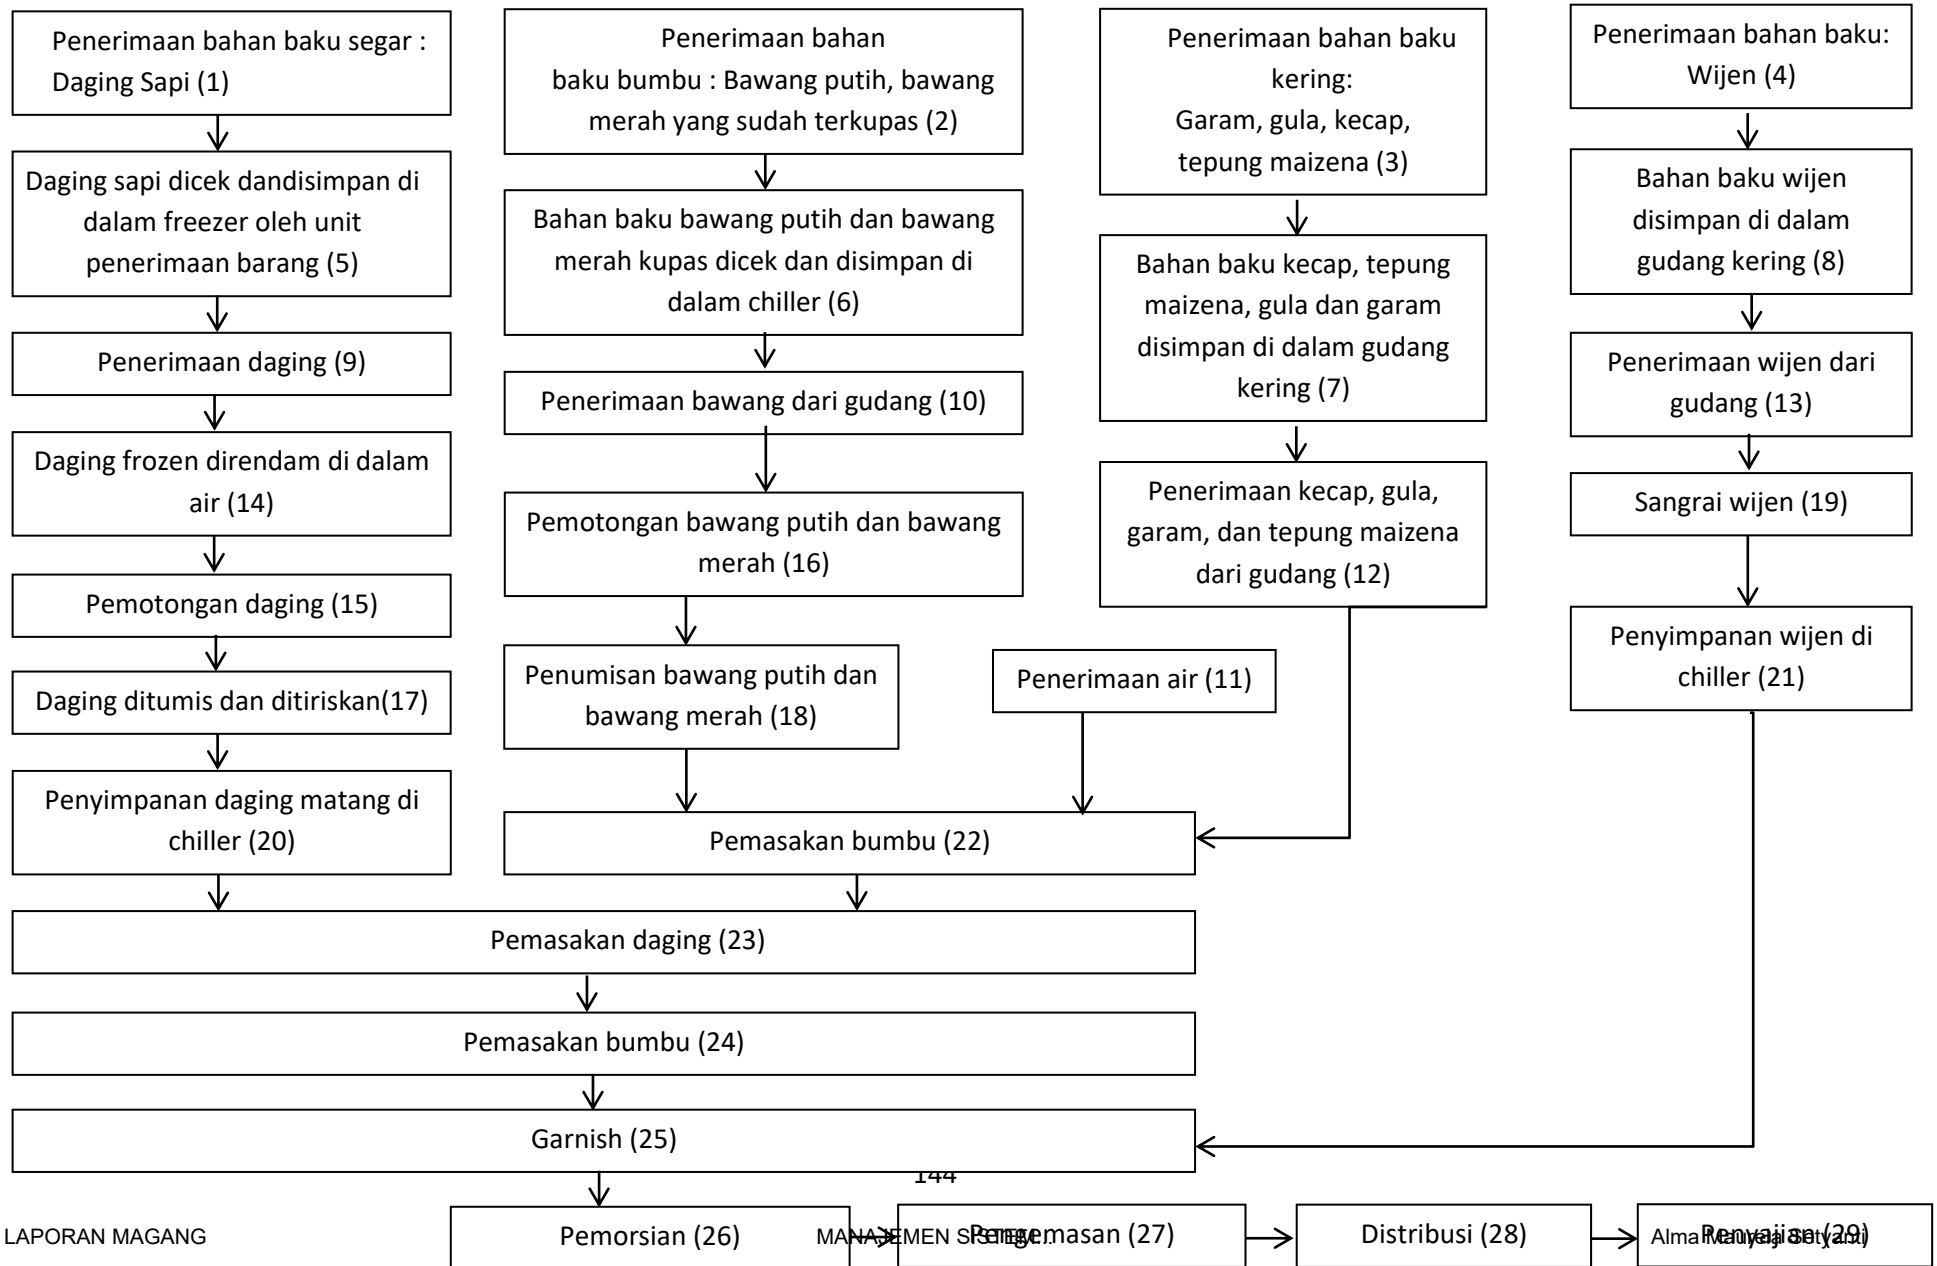 Penerimaan bahan baku segar :
Daging Sapi (1)
Daging sapi dicek dandisimpan di
dalam freezer oleh unit
penerimaan barang (5)
Penerimaan daging (9)
Daging frozen direndam di dalam
air (14)
Pemotongan daging (15)
Daging ditumis dan ditiriskan(17)
Penyimpanan daging matang di
chiller (20)
Penerimaan bahan
baku bumbu : Bawang putih, bawang
merah yang sudah terkupas (2)
Bahan baku bawang putih dan bawang
merah kupas dicek dan disimpan di
dalam chiller (6)
Penerimaan bawang dari gudang (10)
Pemotongan bawang putih dan bawang
merah (16)
Penumisan bawang putih dan
bawang merah (18)
Penerimaan air (11)
Penerimaan bahan baku
kering:
Garam, gula, kecap,
tepung maizena (3)
Bahan baku kecap, tepung
maizena, gula dan garam
disimpan di dalam gudang
kering (7)
Penerimaan kecap, gula,
garam, dan tepung maizena
dari gudang (12)
Penerimaan bahan baku:
Wijen (4)
Bahan baku wijen
disimpan di dalam
gudang kering (8)
Penerimaan wijen dari
gudang (13)
Sangrai wijen (19)
Penyimpanan wijen di
chiller (21)
Pemasakan bumbu (22)
Pemasakan daging (23)
Pemasakan bumbu (24)
Garnish (25)
144
Pemorsian (26)
Pengemasan (27)
Distribusi (28)
Penyajian (29)
LAPORAN MAGANG
MANAJEMEN SISTEM...
Alma Maurela Setyanti